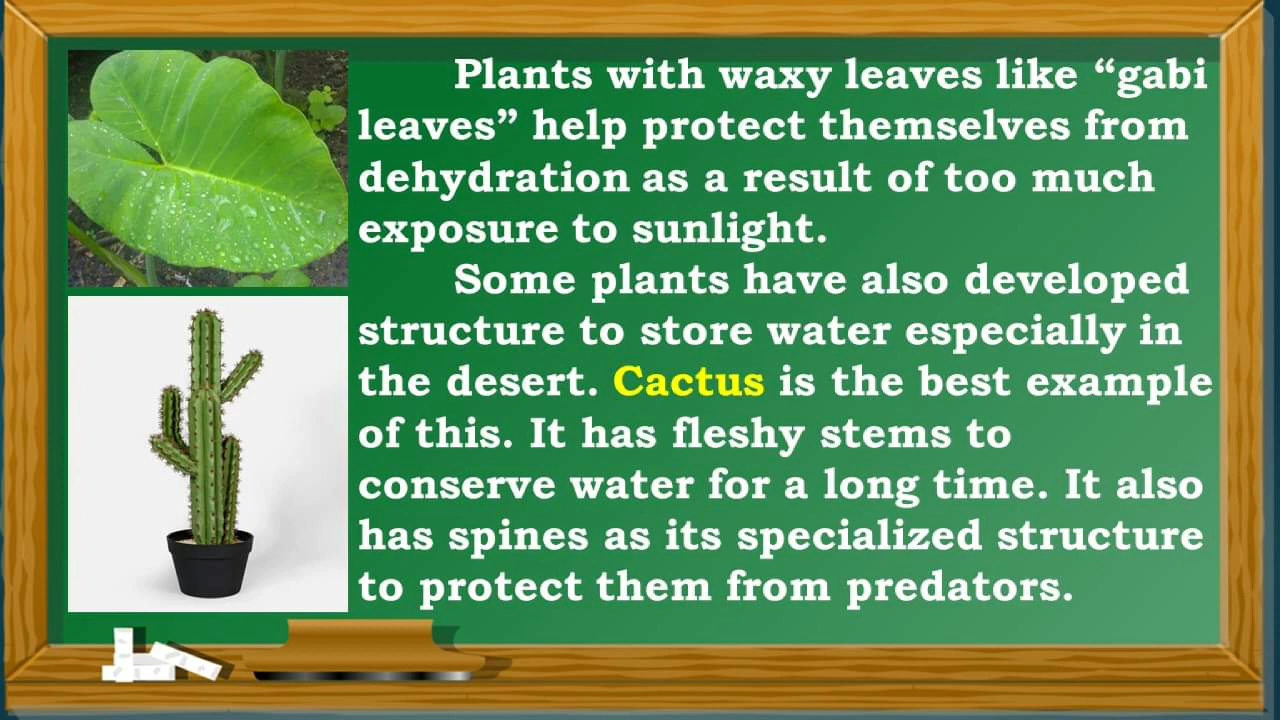 Plants with waxy leaves like “gabi
leaves” help protect themselves from
dehydration as a result of too much
exposure to sunlight.
Some plants have also developed
structure to store water especially in
the desert. Cactus is the best example
of this. It has fleshy stems to
conserve water for a long time. It also
has spines as its specialized structure
to protect them from predators.